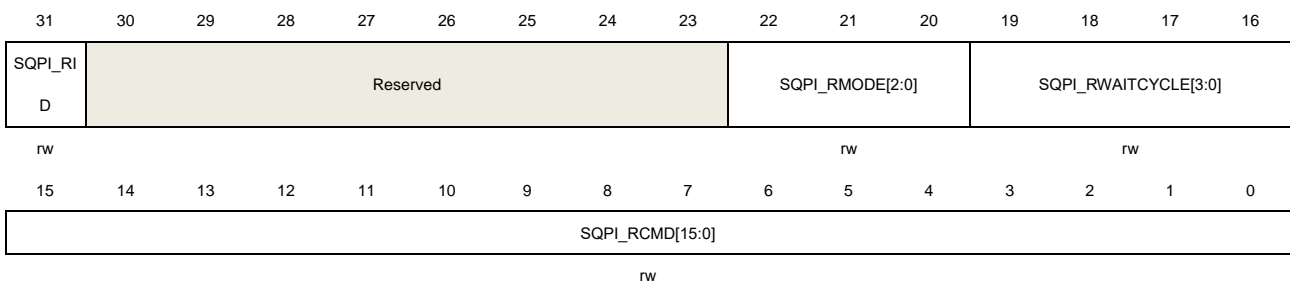 31 30 29 28 27 26 25 24 23 22 21 20 19 18 17 16
SQPI_RI
D
Reserved
SQPI_RMODE[2:0]
SQPI_RWAITCYCLE[3:0]
rw rw rw
15 14 13 12 11 10 9 8 7 6 5 4 3 2 1 0
SQPI_RCMD[15:0]
rw